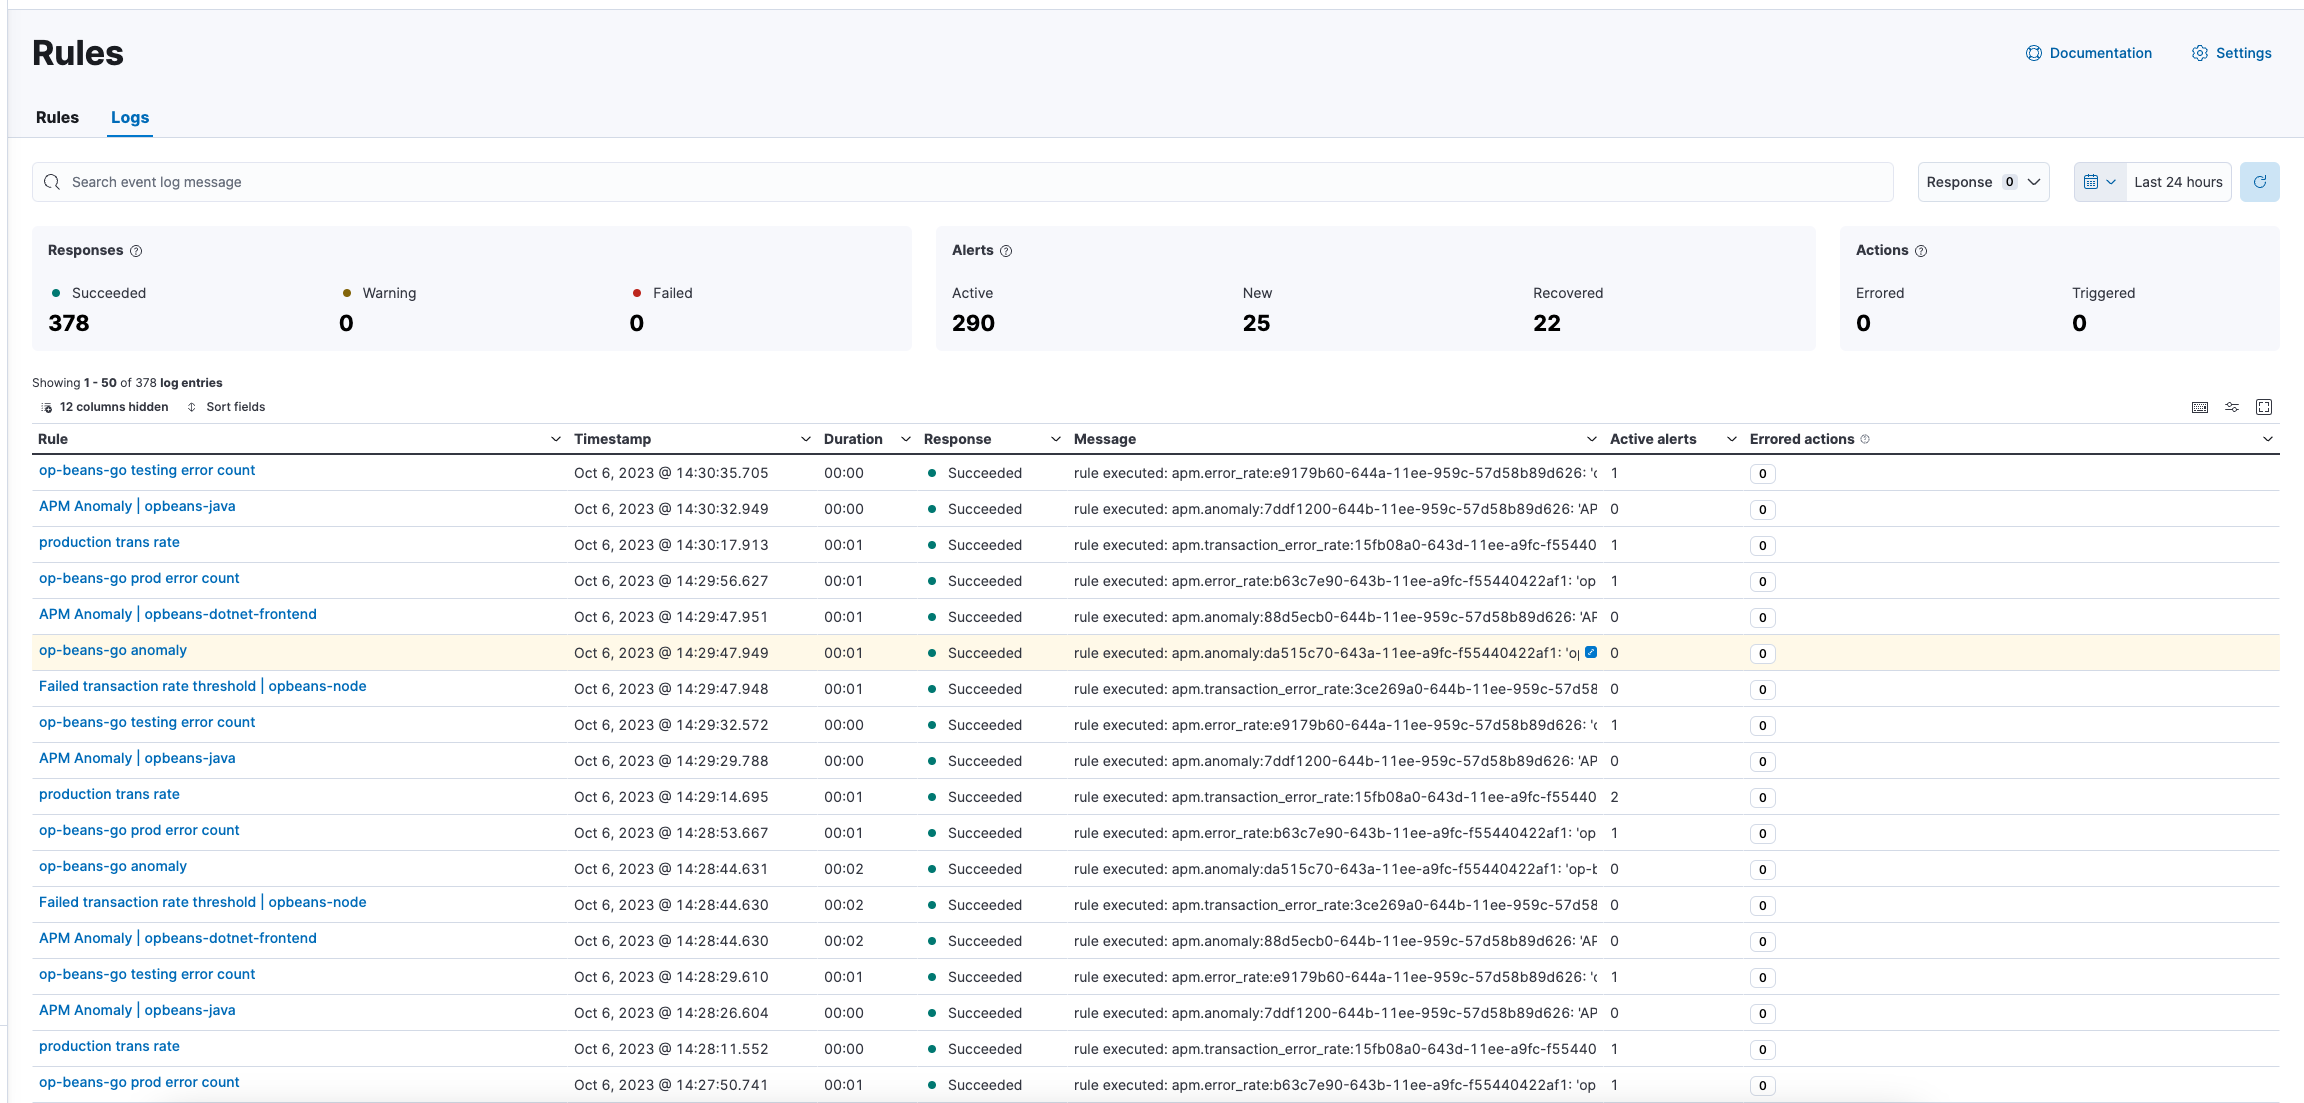 Rules
Documentation
Settings
Rules
Logs
Search event log message
Response 0
Last 24 hours
Responses
Alerts
Actions
Succeeded
Warning
Failed
Active
New
Recovered
Errored
Triggered
378
0
0
290
25
22
0
0
Showing 1 - 50 of 378 log entries
12 columns hidden
Sort fields
Rule Timestamp Duration Response Message Active alerts Errored actions
op-beans-go testing error count Oct 6, 2023 @ 14:30:35.705 00:00 Succeeded rule executed: apm.error_rate:e9179b60-644a-11ee-959c-57d58b89d626: ' 1 0
APM Anomaly | opbeans-java Oct 6, 2023 @ 14:30:32.949 00:00 Succeeded rule executed: apm.anomaly:7ddf1200-644b-11ee-959c-57d58b89d626: 'AP 0 0
production trans rate Oct 6, 2023 @ 14:30:17.913 00:01 Succeeded rule executed: apm.transaction_error_rate:15fb08a0-643d-11ee-a9fc-f55440 1 0
op-beans-go prod error count Oct 6, 2023 @ 14:29:56.627 00:01 Succeeded rule executed: apm.error_rate:b63c7e90-643b-11ee-a9fc-f55440422af1: 'op 1 0
APM Anomaly | opbeans-dotnet-frontend Oct 6, 2023 @ 14:29:47.951 00:01 Succeeded rule executed: apm.anomaly:88d5ecb0-644b-11ee-959c-57d58b89d626: 'AP 0 0
op-beans-go anomaly Oct 6, 2023 @ 14:29:47.949 00:01 Succeeded rule executed: apm.anomaly:da515c70-643a-11ee-a9fc-f55440422af1: 'op 0 0
Failed transaction rate threshold | opbeans-node Oct 6, 2023 @ 14:29:47.948 00:01 Succeeded rule executed: apm.transaction_error_rate:3ce269a0-644b-11ee-959c-57d58 0 0
op-beans-go testing error count Oct 6, 2023 @ 14:29:32.572 00:00 Succeeded rule executed: apm.error_rate:e9179b60-644a-11ee-959c-57d58b89d626: ' 1 0
APM Anomaly | opbeans-java Oct 6, 2023 @ 14:29:29.788 00:00 Succeeded rule executed: apm.anomaly:7ddf1200-644b-11ee-959c-57d58b89d626: 'AP 0 0
production trans rate Oct 6, 2023 @ 14:29:14.695 00:01 Succeeded rule executed: apm.transaction_error_rate:15fb08a0-643d-11ee-a9fc-f55440 2 0
op-beans-go prod error count Oct 6, 2023 @ 14:28:53.667 00:01 Succeeded rule executed: apm.error_rate:b63c7e90-643b-11ee-a9fc-f55440422af1: 'op 1 0
op-beans-go anomaly Oct 6, 2023 @ 14:28:44.631 00:02 Succeeded rule executed: apm.anomaly:da515c70-643a-11ee-a9fc-f55440422af1: 'op-b 0 0
Failed transaction rate threshold | opbeans-node Oct 6, 2023 @ 14:28:44.630 00:02 Succeeded rule executed: apm.transaction_error_rate:3ce269a0-644b-11ee-959c-57d58 0 0
APM Anomaly | opbeans-dotnet-frontend Oct 6, 2023 @ 14:28:44.630 00:02 Succeeded rule executed: apm.anomaly:88d5ecb0-644b-11ee-959c-57d58b89d626: 'AP 0 0
op-beans-go testing error count Oct 6, 2023 @ 14:28:29.610 00:01 Succeeded rule executed: apm.error_rate:e9179b60-644a-11ee-959c-57d58b89d626: ' 1 0
APM Anomaly | opbeans-java Oct 6, 2023 @ 14:28:26.604 00:00 Succeeded rule executed: apm.anomaly:7ddf1200-644b-11ee-959c-57d58b89d626: 'AP 0 0
production trans rate Oct 6, 2023 @ 14:28:11.552 00:00 Succeeded rule executed: apm.transaction_error_rate:15fb08a0-643d-11ee-a9fc-f55440 1 0
op-beans-go prod error count Oct 6, 2023 @ 14:27:50.741 00:01 Succeeded rule executed: apm.error_rate:b63c7e90-643b-11ee-a9fc-f55440422af1: 'op 1 0